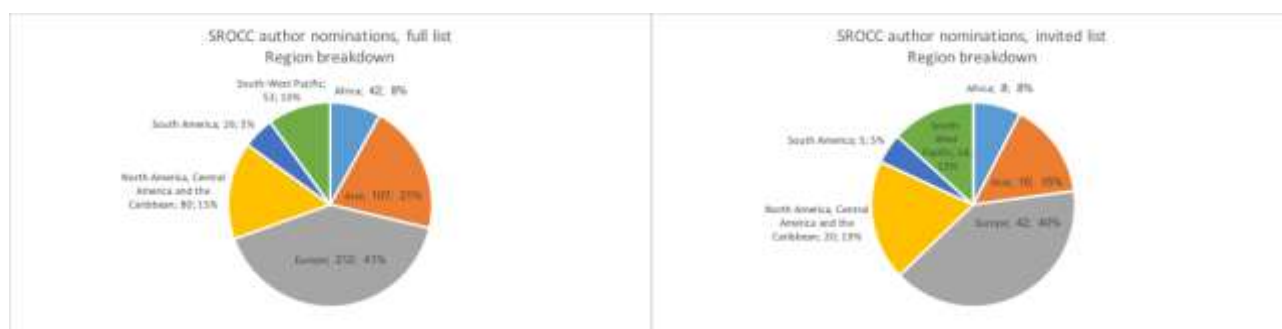 SROCC author nominations, full list
Region breakdown
South-West Pacific;
53; 10%
Africa; 42; 8%
South America; 26; 5%
Asia; 107; 21%
North America, Central
America and the
Caribbean; 80; 15%
Europe; 212; 41%
SROCC author nominations, invited list
Region breakdown
Africa; 8; 8%
South
West
Pacific; 14;
13%
South America; 5; 5%
Asia; 16; 15%
North America, Central
America and the
Caribbean; 20; 19%
Europe; 42; 40%